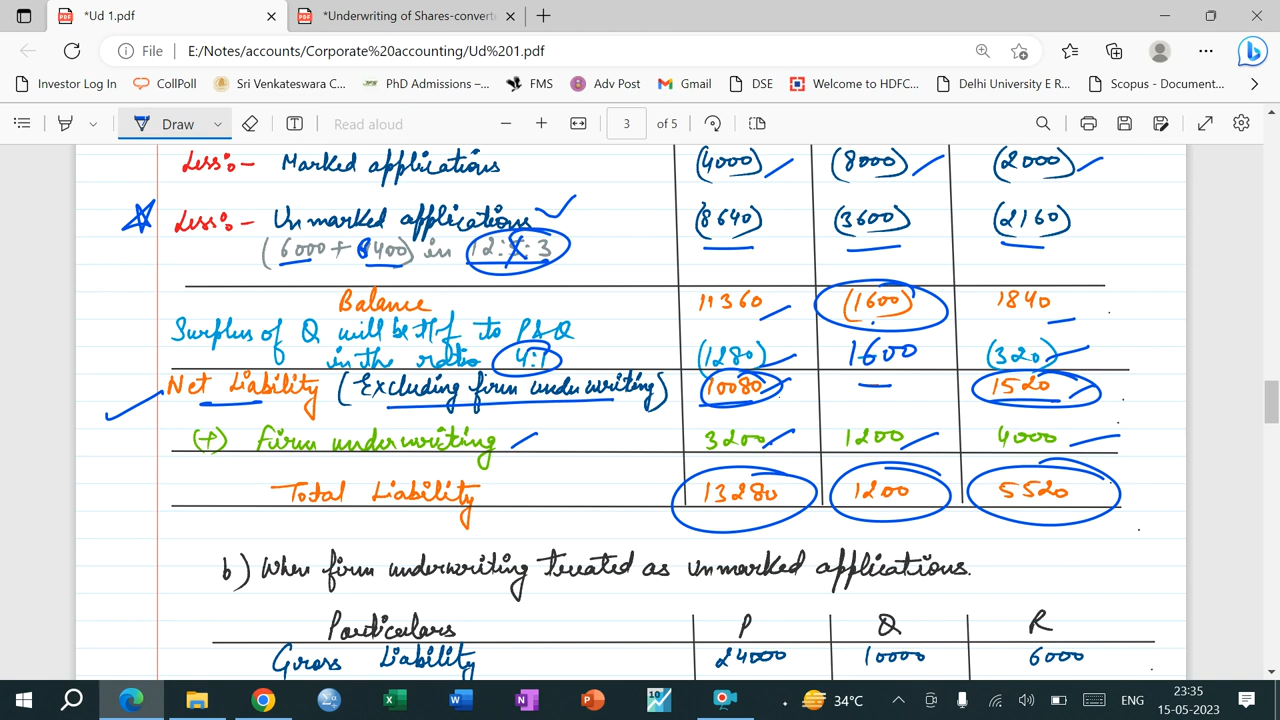 *Ud 1.pdf
*Underwriting of Shares-convert
File E:/Notes/accounts/Corporate%20accounting/Ud%201.pdf
Investor Log In CollPoll Sri Venkateswara C... PhD Admissions –... FMS Adv Post Gmail DSE Welcome to HDFC... Delhi University E R... Scopus - Document...
Draw Read aloud 3 of 5
Less:- Marked applications (4000) (8000) (2000)
Less:- Unmarked applications (8640) (3600) (2160)
(6000+ 8400) in 12: :3
Balance 11360 (1600) 1840
Surplus of Q will be t/f to P & Q
in the ratio 4:1 (1280) 1600 (320)
Net Liability (Excluding firm underwriting) 10080 — 1520
(+) Firm underwriting 3200 1200 4000
Total Liability 13280 1200 5520
b) When firm underwriting treated as unmarked applications.
Particulars P Q R
Gross Liability 24000 10000 6000
34°C ENG 23:35
15-05-2023